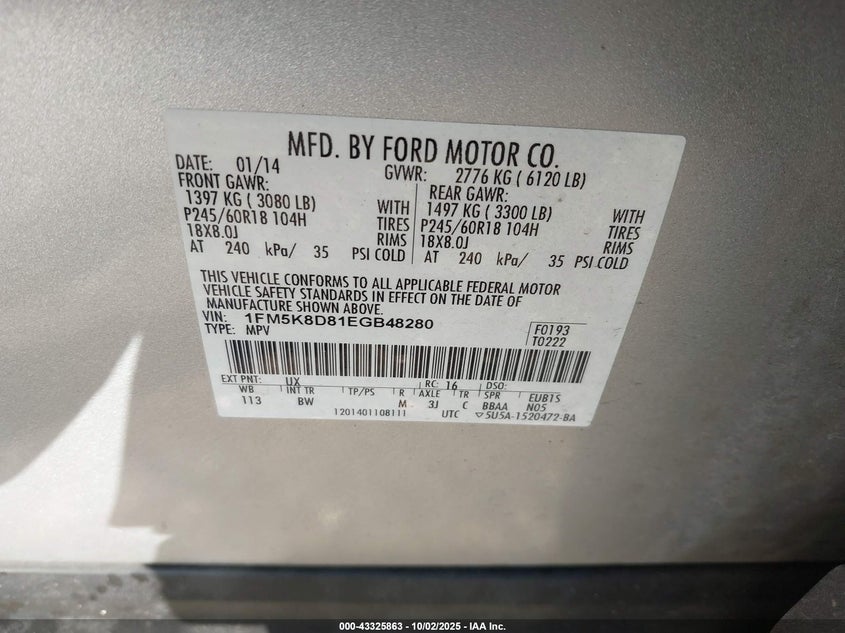 MFD. BY FORD MOTOR CO.
DATE: 01/14 GVWR: 2776 KG ( 6120 LB)
FRONT GAWR: REAR GAWR:
1397 KG ( 3080 LB) WITH 1497 KG ( 3300 LB) WITH
P245/60R18 104H TIRES P245/60R18 104H TIRES
18X8.0J RIMS 18X8.0J RIMS
AT 240 kPa/ 35 PSI COLD AT 240 kPa/ 35 PSI COLD
THIS VEHICLE CONFORMS TO ALL APPLICABLE FEDERAL MOTOR
VEHICLE SAFETY STANDARDS IN EFFECT ON THE DATE OF
MANUFACTURE SHOWN ABOVE.
VIN: 1FM5K8D81EGB48280 F0193
TYPE: MPV T0222
EXT PNT: UX RC: 16 DSO:
WB INT TR TP/PS R AXLE TR SPR EUB1S
113 BW M 3J C BBAA N05
1201401108111 UTC ▽5U5A-1520472-BA
000-43325863 | 10/02/2025 - IAA Inc.